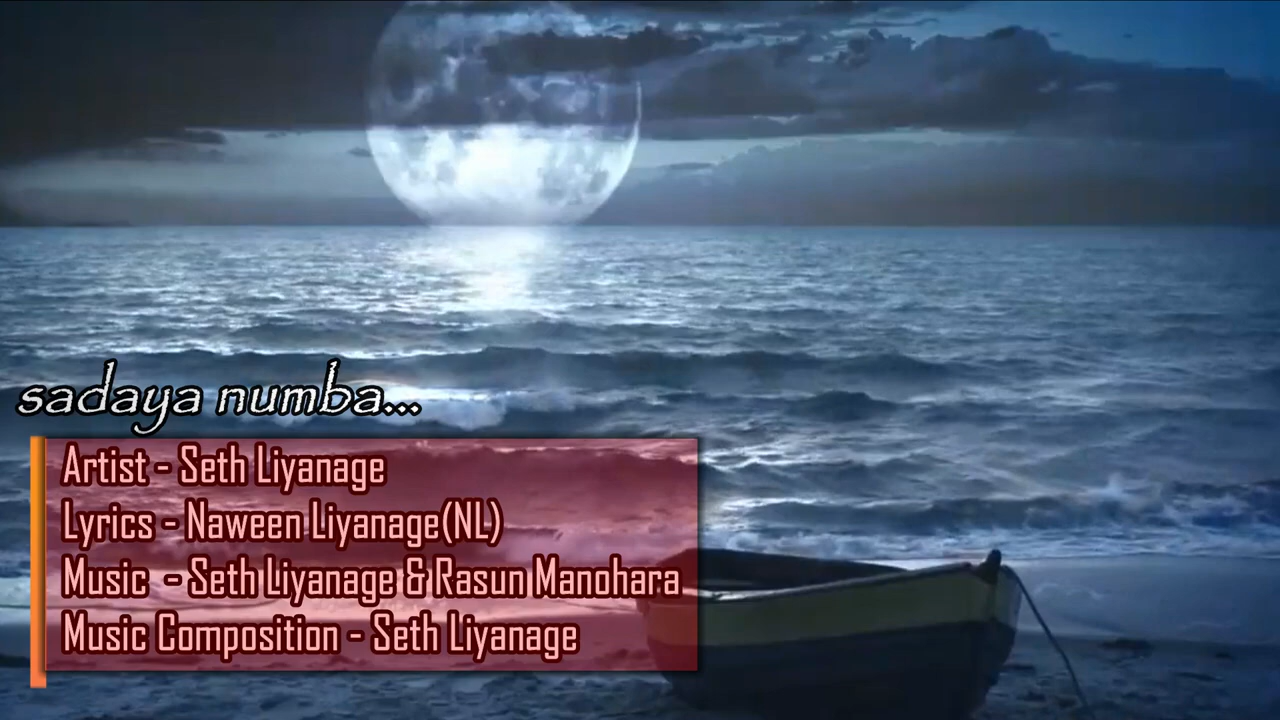 sadaya numba...
Artist - Seth Liyanage
Lyrics - Naween Liyanage(NL)
Music - Seth Liyanage & Rasun Manohara
Music Composition - Seth Liyanage